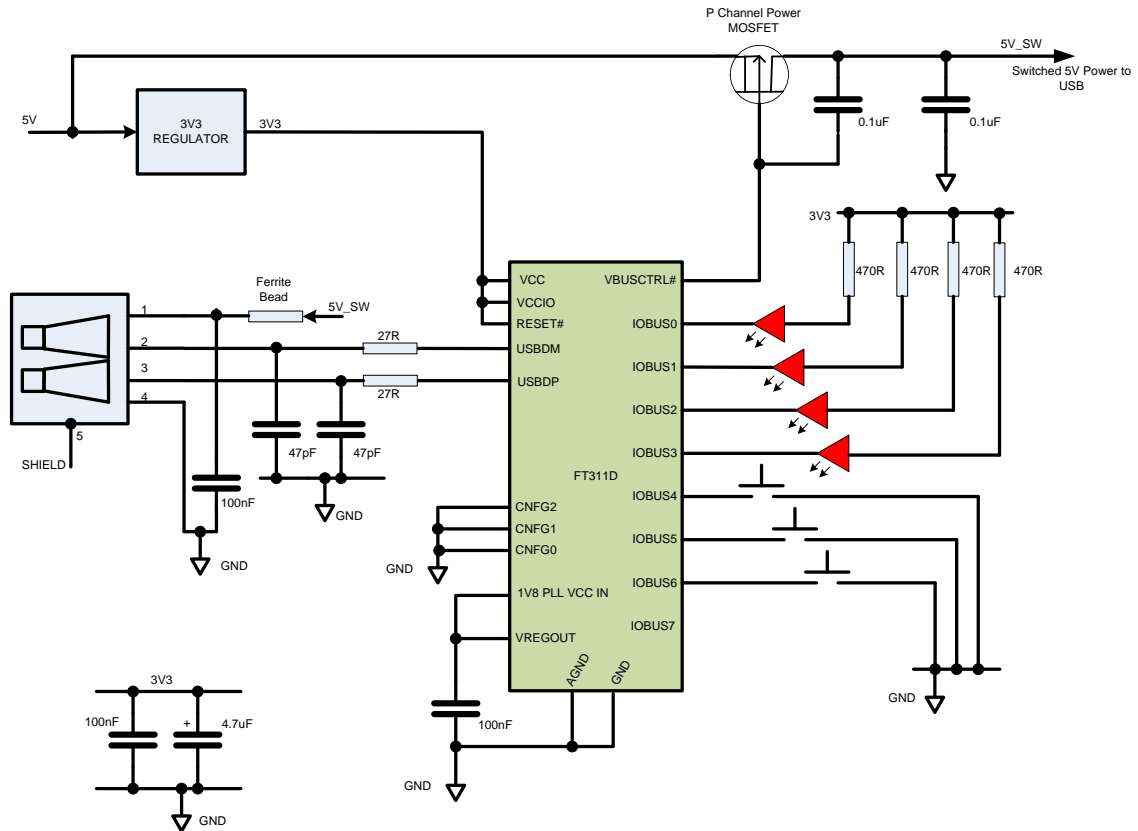 P Channel Power
MOSFET
5V_SW
Switched 5V Power to
USB
5V
3V3
REGULATOR
3V3
0.1uF
0.1uF
3V3
470R
470R
470R
470R
Ferrite
Bead
5V_SW
1
2
3
4
5
SHIELD
27R
27R
47pF
47pF
100nF
GND
GND
VCC
VCCIO
RESET#
USBDM
USBDP
CNFG2
CNFG1
CNFG0
GND
1V8 PLL VCC IN
VREGOUT
FT311D
AGND
GND
VBUSCTRL#
IOBUS0
IOBUS1
IOBUS2
IOBUS3
IOBUS4
IOBUS5
IOBUS6
IOBUS7
GND
100nF
GND
3V3
100nF
+
4.7uF
GND